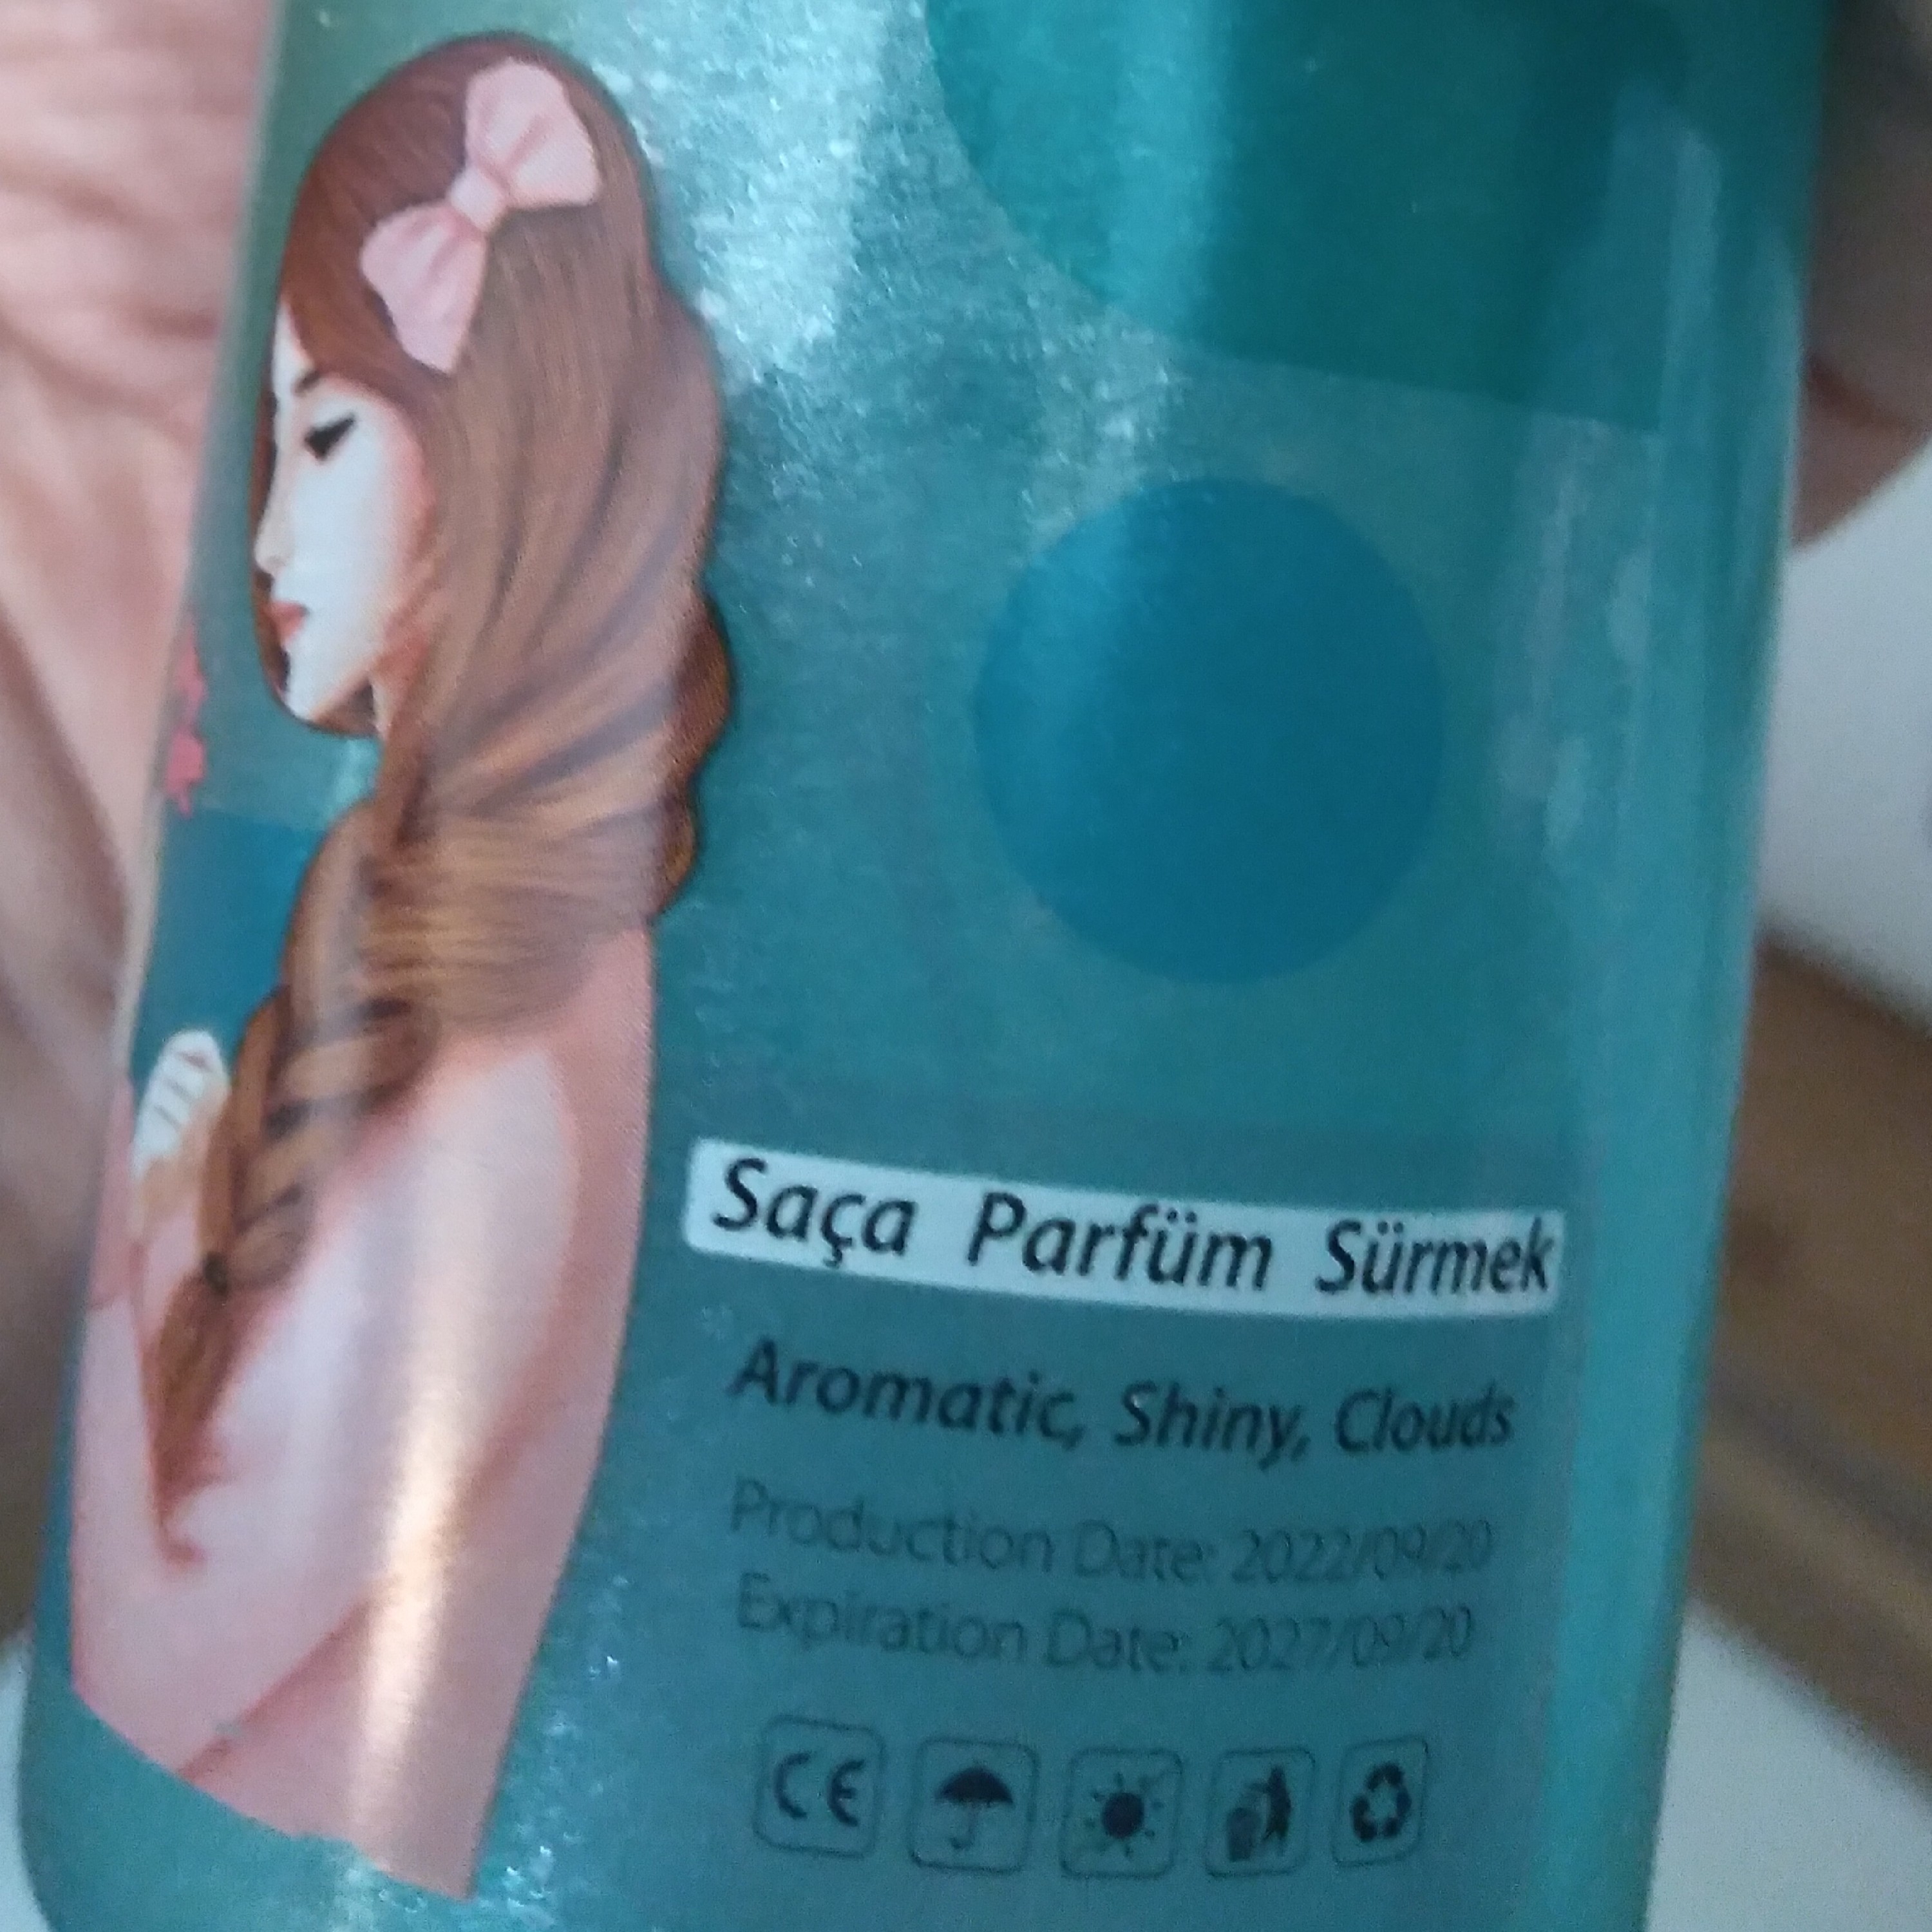 Saça Parfüm Sürmek
Aromatic, Shiny, Clouds
Production Date: 2022/09/20
Expiration Date: 2027/09/20
CE